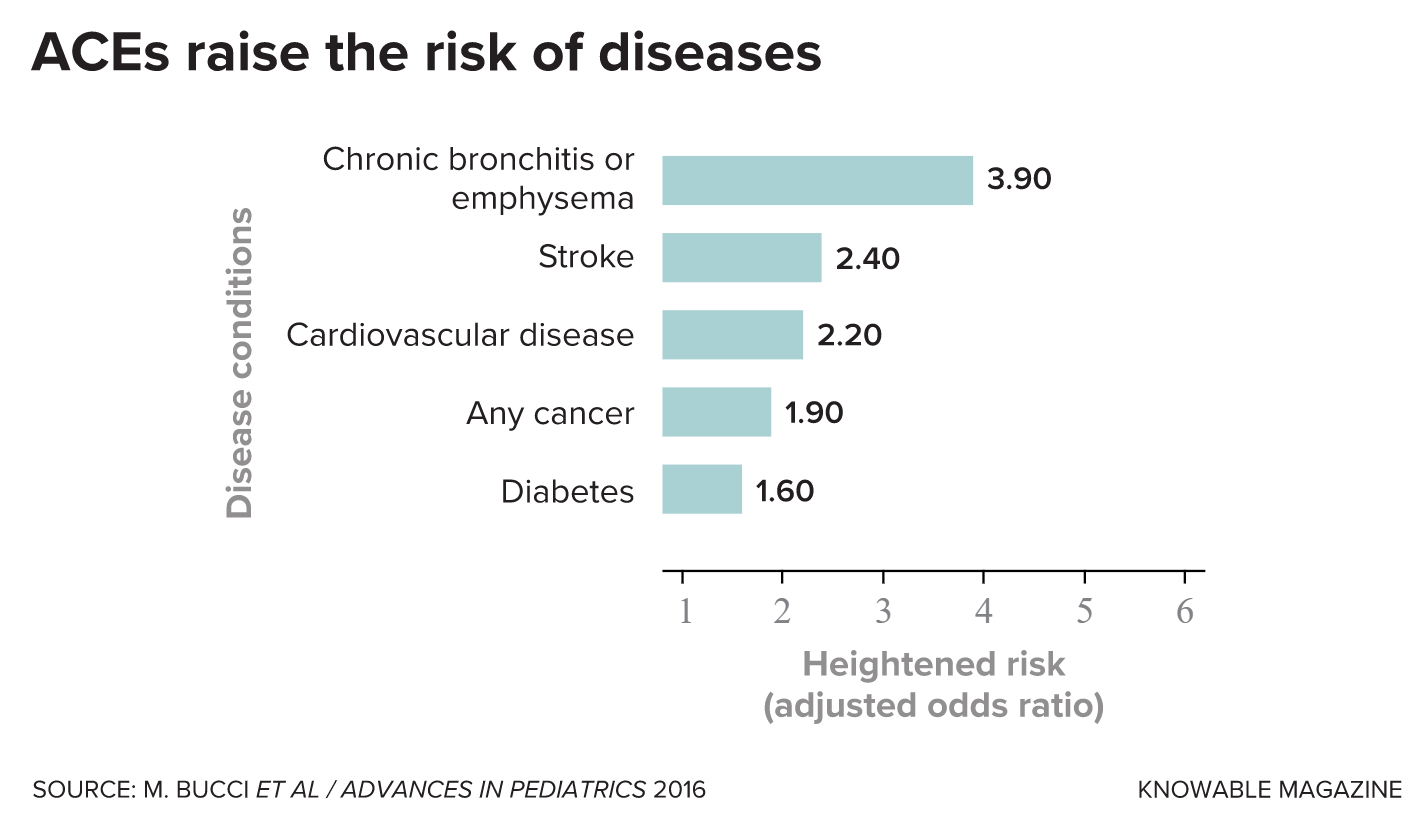 ACEs raise the risk of diseases
Disease conditions
Chronic bronchitis or
emphysema
3.90
Stroke
2.40
Cardiovascular disease
2.20
Any cancer
1.90
Diabetes
1.60
1 2 3 4 5 6
Heightened risk
(adjusted odds ratio)
SOURCE: M. BUCCI ET AL / ADVANCES IN PEDIATRICS 2016
KNOWABLE MAGAZINE